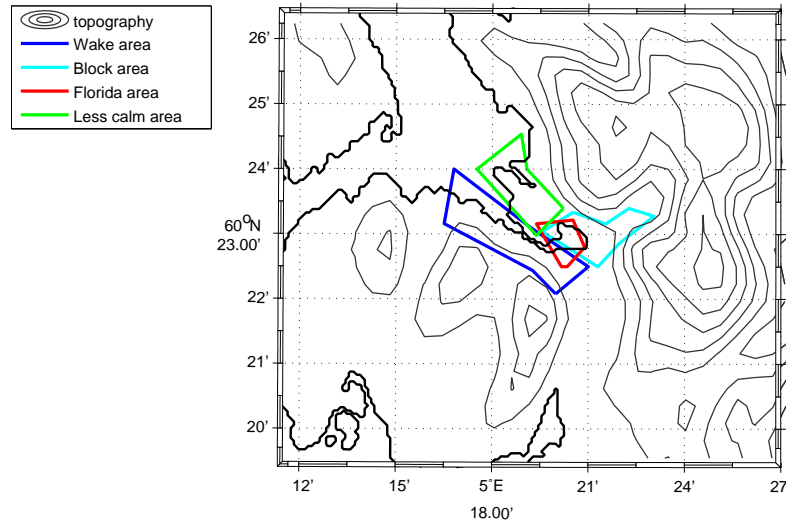 topography
Wake area
Block area
Florida area
Less calm area
26'
25'
24'
60°N
23.00'
22'
21'
20'
12'
15'
5°E
18.00'
21'
24'
27